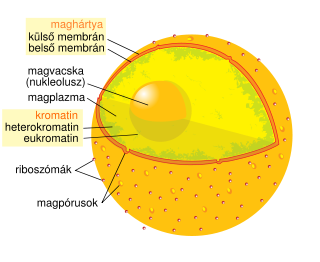 maghártya
külső membrán
belső membrán
magvacska
(nukleolusz)
magplazma
kromatin
heterokromatin
eukromatin
riboszómák
magpórusok